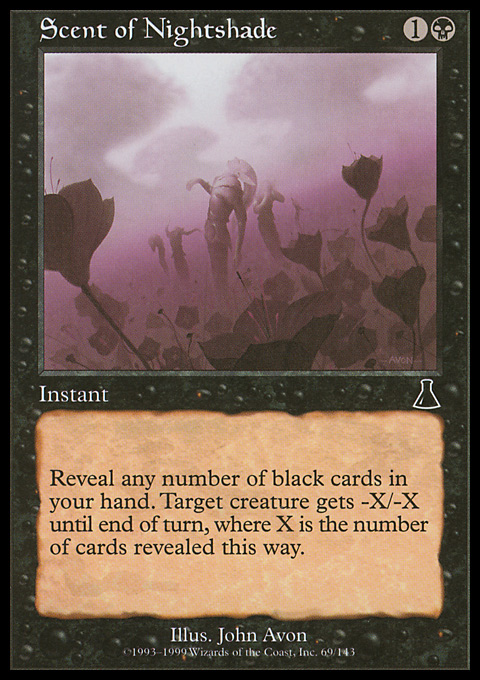 Scent of Nightshade 1
AVON
Instant
Reveal any number of black cards in
your hand. Target creature gets -X/-X
until end of turn, where X is the number
of cards revealed this way.
Illus. John Avon
©1993–1999 Wizards of the Coast, Inc. 69/143